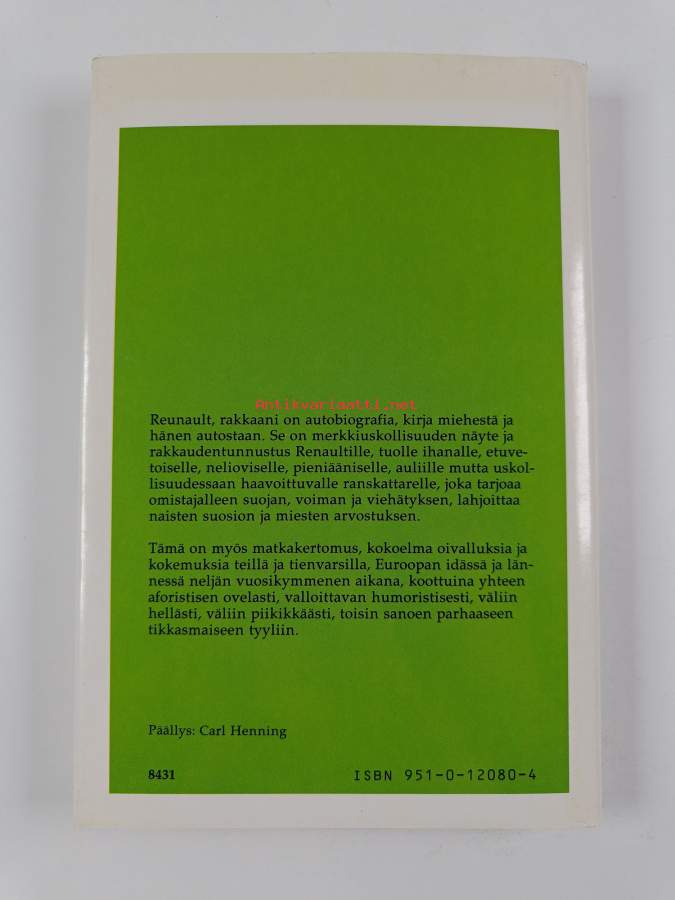 Antikvariaatti.net
Reunault, rakkaani on autobiografia, kirja miehestä ja
hänen autostaan. Se on merkkiuskollisuuden näyte ja
rakkaudentunnustus Renaultille, tuolle ihanalle, etuve-
toiselle, nelioviselle, pieniääniselle, auliille mutta uskol-
lisuudessaan haavoittuvalle ranskattarelle, joka tarjoaa
omistajalleen suojan, voiman ja viehätyksen, lahjoittaa
naisten suosion ja miesten arvostuksen.
Tämä on myös matkakertomus, kokoelma oivalluksia ja
kokemuksia teillä ja tienvarsilla, Euroopan idässä ja län-
nessä neljän vuosikymmenen aikana, koottuina yhteen
aforistisen ovelasti, valloittavan humoristisesti, väliin
hellästi, väliin piikikkäästi, toisin sanoen parhaaseen
tikkasmaiseen tyyliin.
Päällys: Carl Henning
8431 ISBN 951-0-12080-4